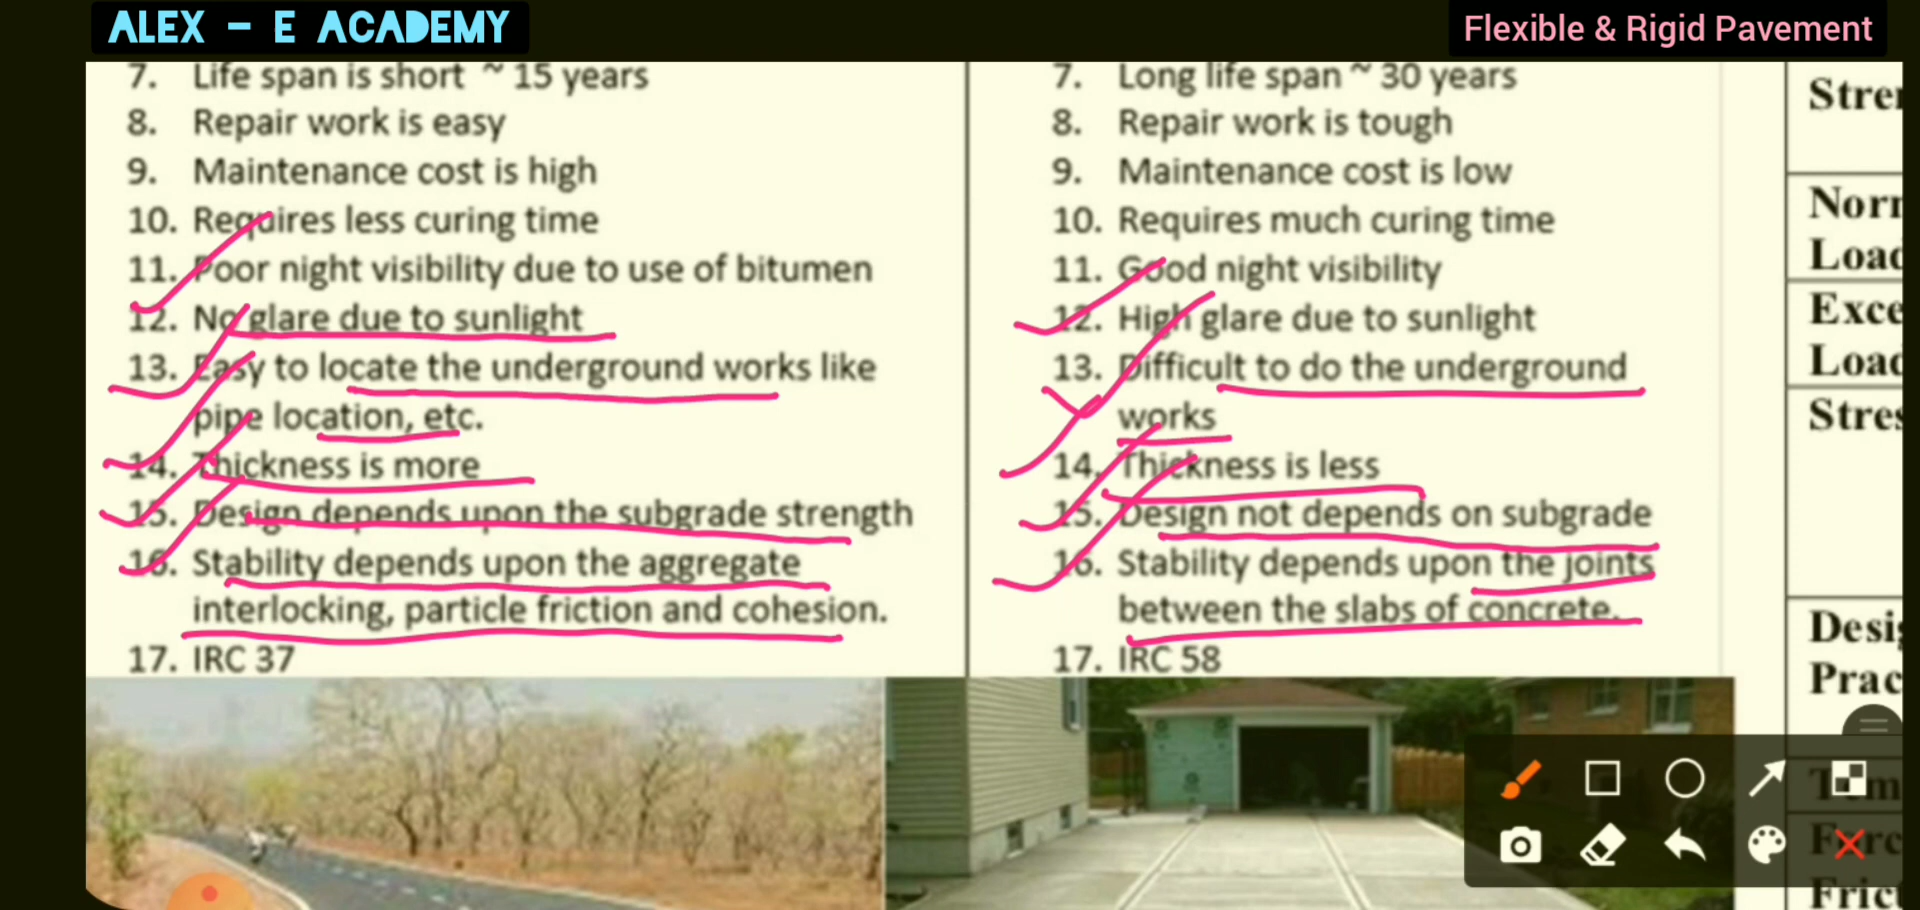 ALEX - E ACADEMY
Flexible & Rigid Pavement
7. Life span is short ~ 15 years
8. Repair work is easy
9. Maintenance cost is high
10. Requires less curing time
11. Poor night visibility due to use of bitumen
12. No glare due to sunlight
13. Easy to locate the underground works like
pipe location, etc.
14. Thickness is more
15. Design depends upon the subgrade strength
16. Stability depends upon the aggregate
interlocking, particle friction and cohesion.
17. IRC 37
7. Long life span ~ 30 years
8. Repair work is tough
9. Maintenance cost is low
10. Requires much curing time
11. Good night visibility
12. High glare due to sunlight
13. Difficult to do the underground
works
14. Thickness is less
15. Design not depends on subgrade
16. Stability depends upon the joints
between the slabs of concrete.
17. IRC 58